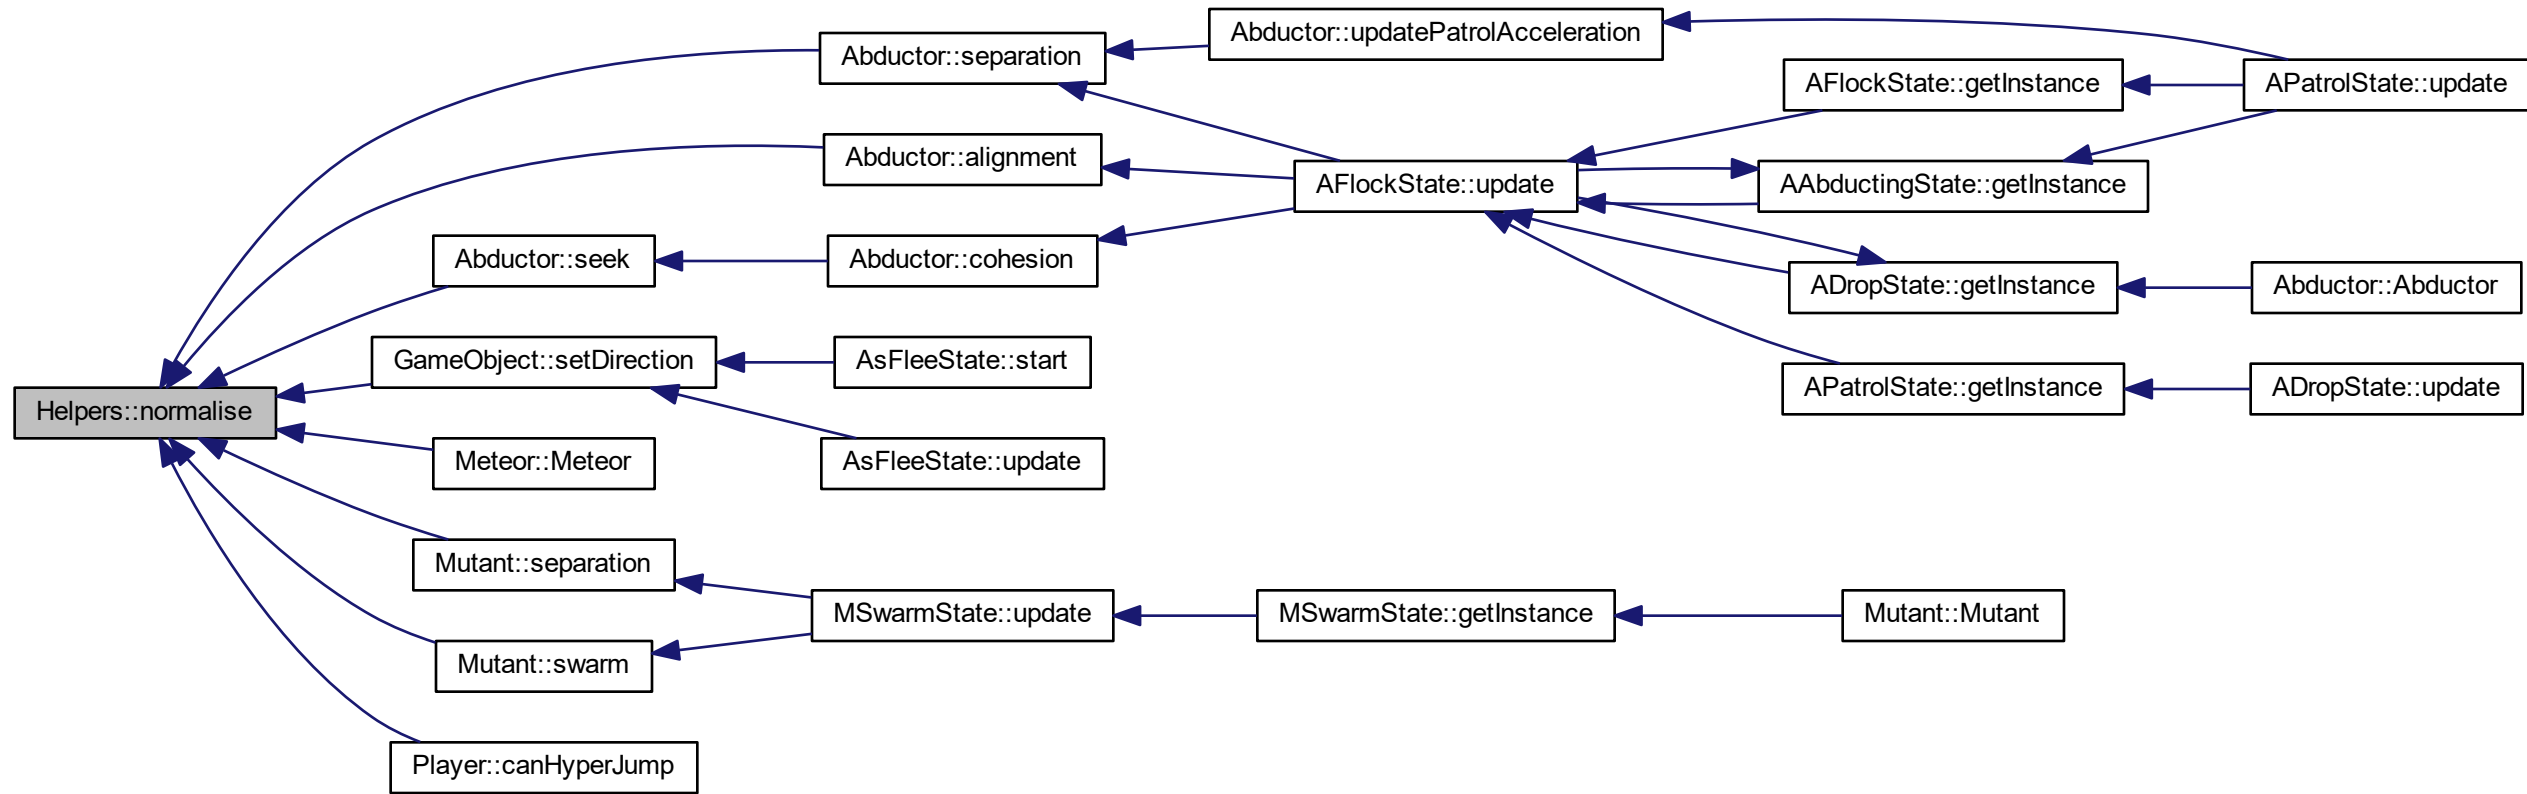 Abductor::updatePatrolAcceleration
Abductor::separation
AFlockState::getInstance
APatrolState::update
Abductor::alignment
AFlockState::update
AAbductingState::getInstance
Abductor::seek
Abductor::cohesion
ADropState::getInstance
Abductor::Abductor
GameObject::setDirection
AsFleeState::start
APatrolState::getInstance
ADropState::update
Helpers::normalise
Meteor::Meteor
AsFleeState::update
Mutant::separation
MSwarmState::update
MSwarmState::getInstance
Mutant::Mutant
Mutant::swarm
Player::canHyperJump